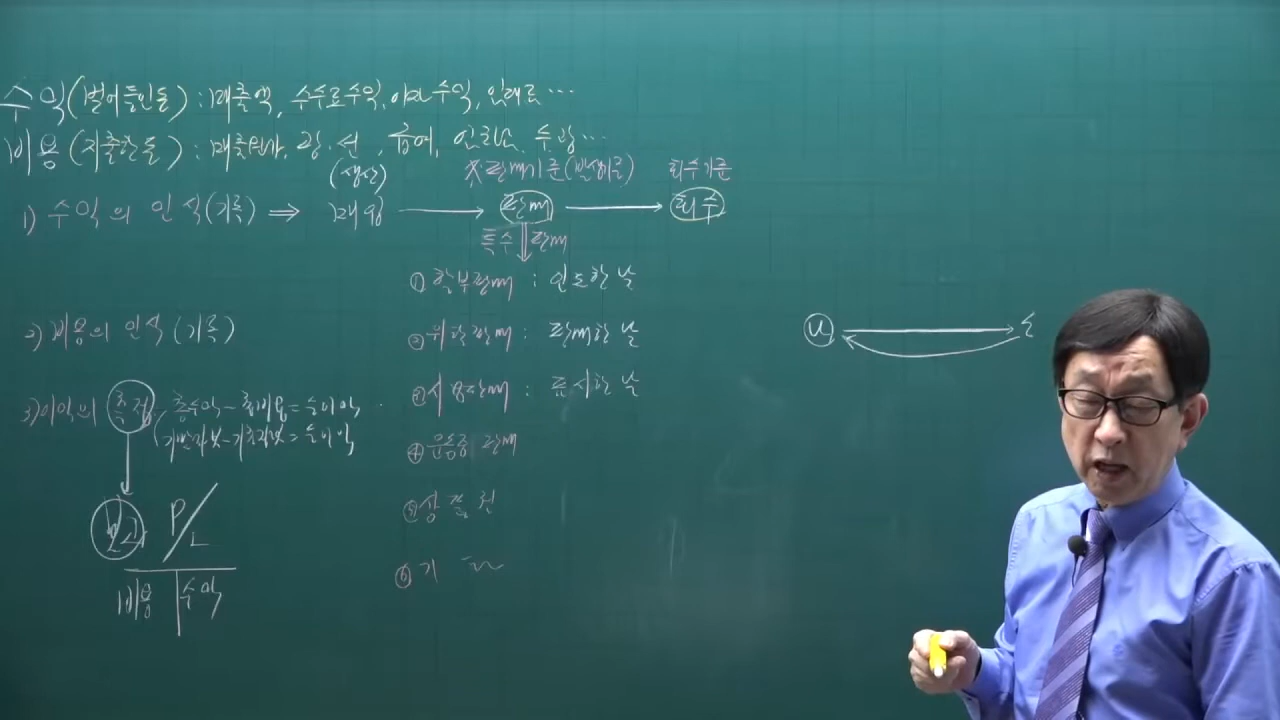 수익(벌어들인돈) : 매출액, 수수료수익, 이자수익, 임대료…
비용(지출한돈) : 매출원가, 광·선, 급여, 수광…
(생산) ※판매기준(발생기준) 회수기준
1) 수익의 인식(기록) ⇒ 매입 → 판매 → 회수
특수 판매
① 할부판매 : 인도한 날
2) 비용의 인식(기록)
② 위탁판매 : 판매한 날
3) 이익의 측정 총수익-총비용=순이익
기말자본-기초자본=순이익
③ 시용판매 : 표시한 날
④ 운송중 판매
⑤ 상품권
⑥ 기
보고 P/L
비용 수익